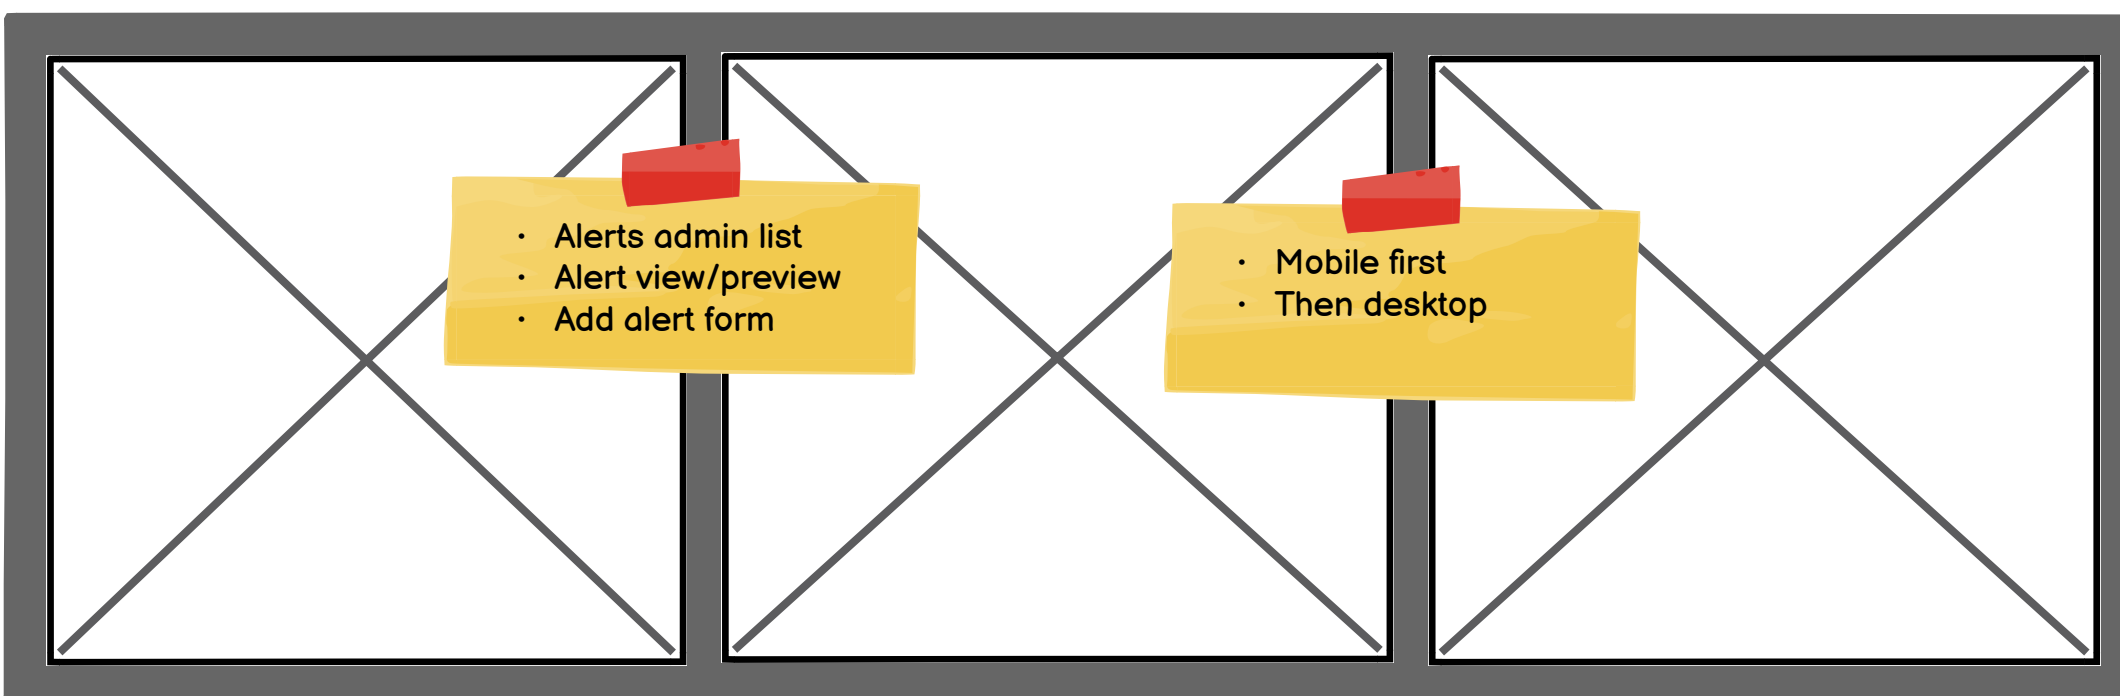 • Alerts admin list
• Alert view/preview
• Add alert form
• Mobile first
• Then desktop